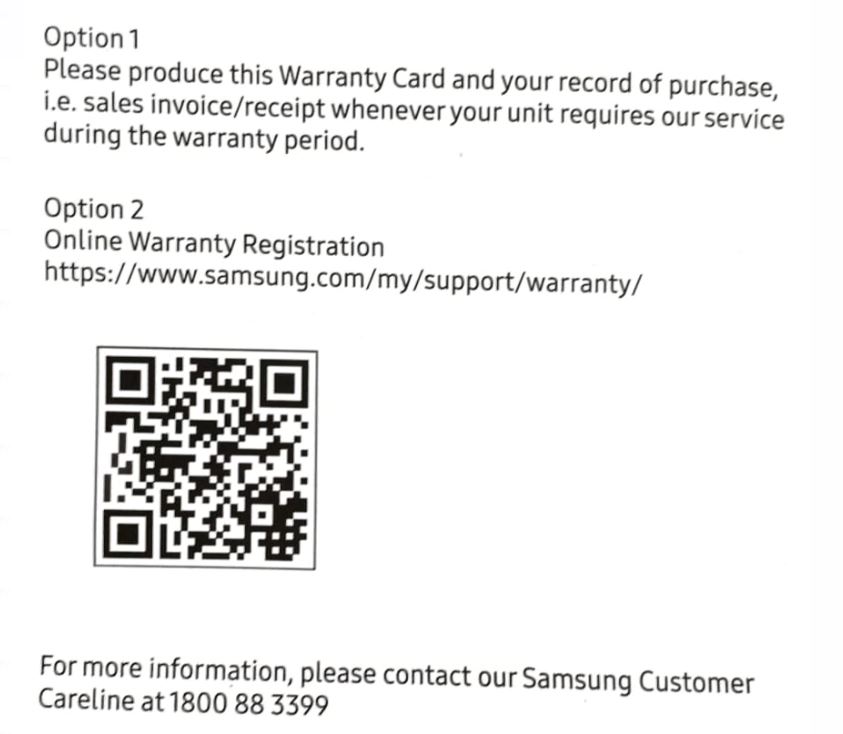 Option 1
Please produce this Warranty Card and your record of purchase,
i.e. sales invoice/receipt whenever your unit requires our service
during the warranty period.
Option 2
Online Warranty Registration
https://www.samsung.com/my/support/warranty/
For more information, please contact our Samsung Customer
Careline at 1800 88 3399